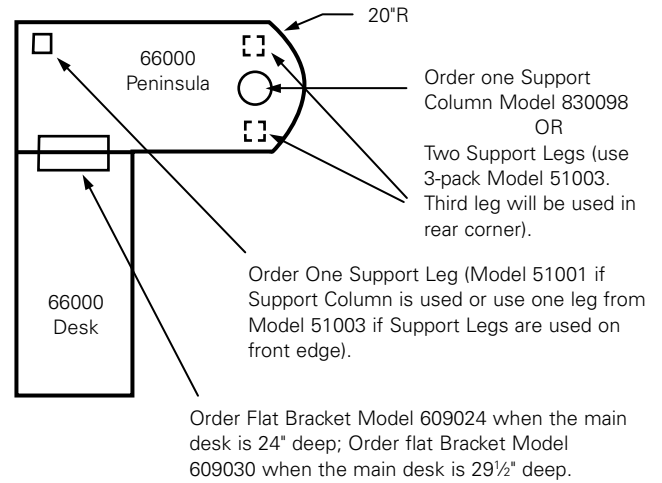 20"R
66000
Peninsula
Order one Support
Column Model 830098
OR
Two Support Legs (use
3-pack Model 51003.
Third leg will be used in
rear corner).
Order One Support Leg (Model 51001 if
Support Column is used or use one leg from
Model 51003 if Support Legs are used on
front edge).
66000
Desk
Order Flat Bracket Model 609024 when the main
desk is 24" deep; Order flat Bracket Model
609030 when the main desk is 29½" deep.